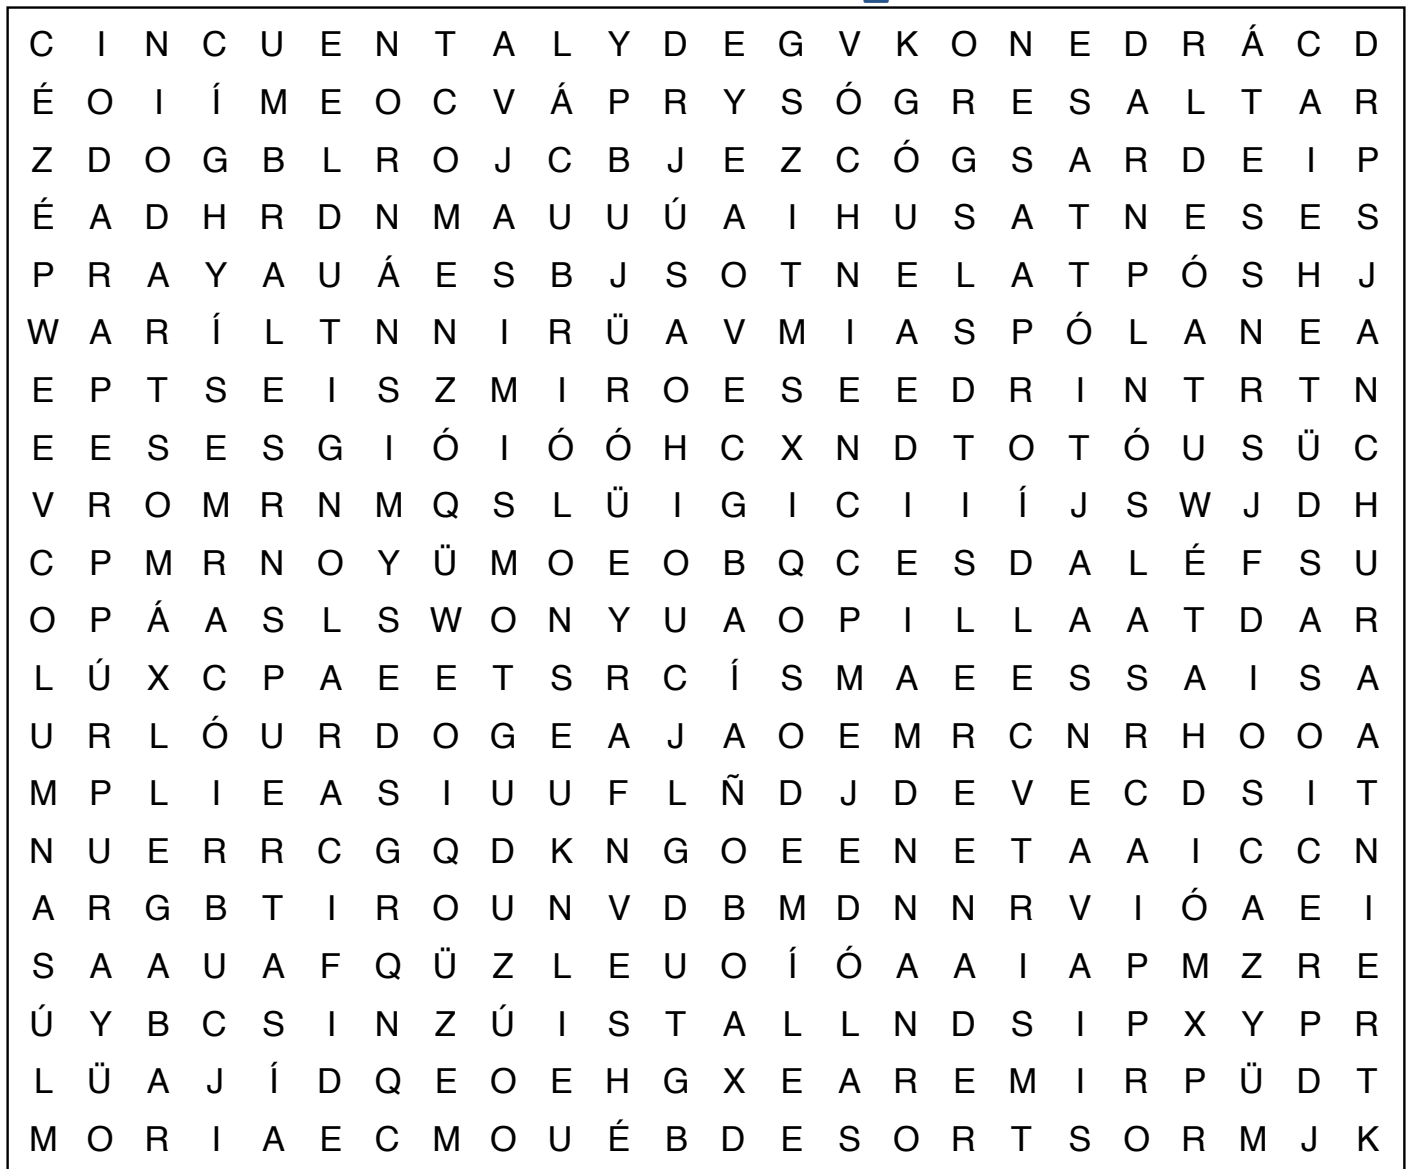 C I N C U E N T A L Y D E G V K O N E D R Á C D
É O I Í M E O C V Á P R Y S Ó G R E S A L T A R
Z D O G B L R O J C B J E Z C Ó G S A R D E I P
É A D H R D N M A U U Ú A I H U S A T N E S E S
P R A Y A U Á E S B J S O T N E L A T P Ó S H J
W A R Í L T N N I R Ü A V M I A S P Ó L A N E A
E P T S E I S Z M I R O E S E E D R I N T R T N
E E S E S G I Ó I Ó Ó H C X N D T O T Ó U S Ü C
V R O M R N M Q S L Ü I G I C I I Í J S W J D H
C P M R N O Y Ü M O E O B Q C E S D A L É F S U
O P Á A S L S W O N Y U A O P I L L A A T D A R
L Ú X C P A E E T S R C Í S M A E E S S A I S A
U R L Ó U R D O G E A J A O E M R C N R H O O A
M P L I E A S I U U F L Ñ D J D E V E C D S I T
N U E R R C G Q D K N G O E E N E T A A I C C N
A R G B T I R O U N V D B M D N N R V I Ó A E I
S A A U A F Q Ü Z L E U O Í Ó A A I A P M Z R E
Ú Y B C S I N Z Ú I S T A L L N D S I P X Y P R
L Ü A J Í D Q E O E H G X E A R E M I R P Ü D T
M O R I A E C M O U É B D E S O R T S O R M J K